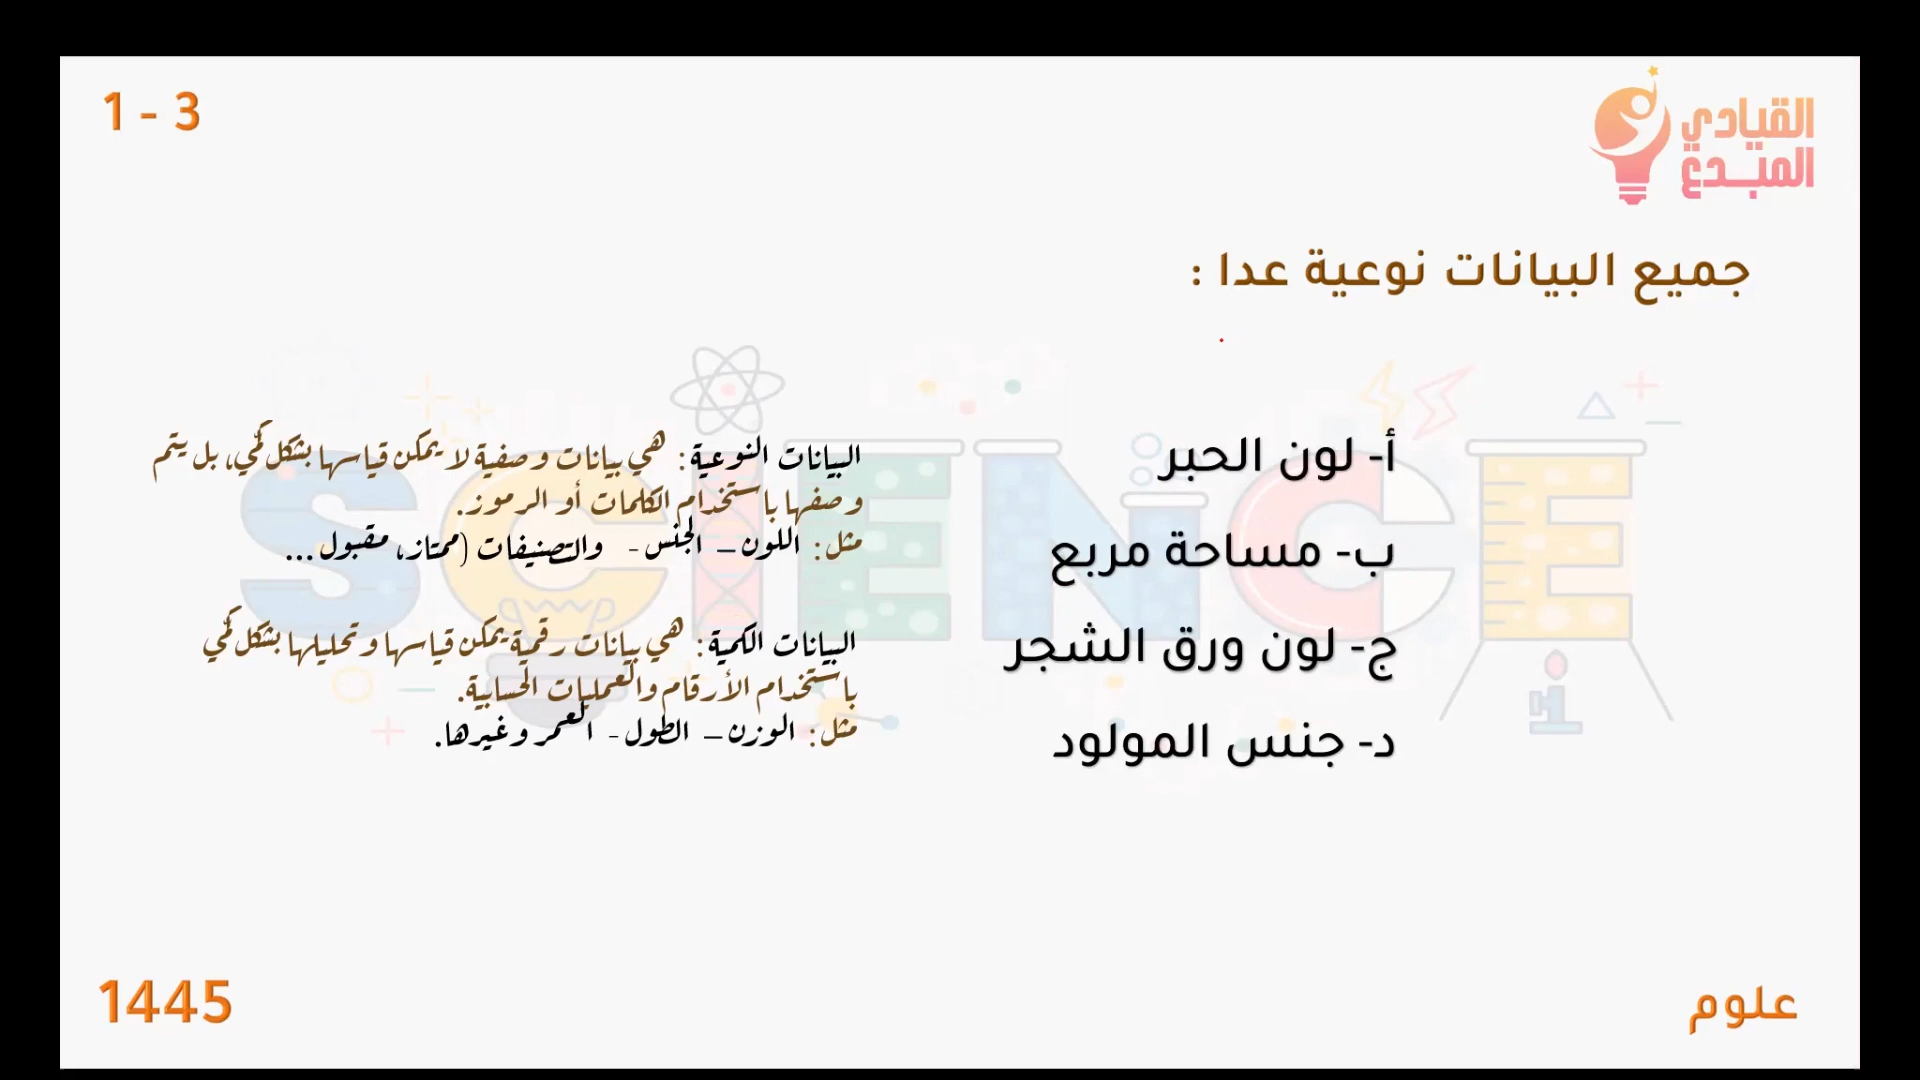 1 - 3
القيادي
المبدع
جميع البيانات نوعية عدا :
أ- لون الحبر
ب- مساحة مربع
ج- لون ورق الشجر
د- جنس المولود
البيانات النوعية: هي بيانات وصفية لا يمكن قياسها بشكل كمي، بل يتم
وصفها باستخدام الكلمات أو الرموز.
مثل: اللون – الجنس - والتصنيفات (ممتاز، مقبول ...
البيانات الكمية: هي بيانات رقمية يمكن قياسها وتحليلها بشكل كمي
باستخدام الأرقام والعمليات الحسابية.
مثل: الوزن – الطول - العمر وغيرها.
SCIENCE
1445
علوم